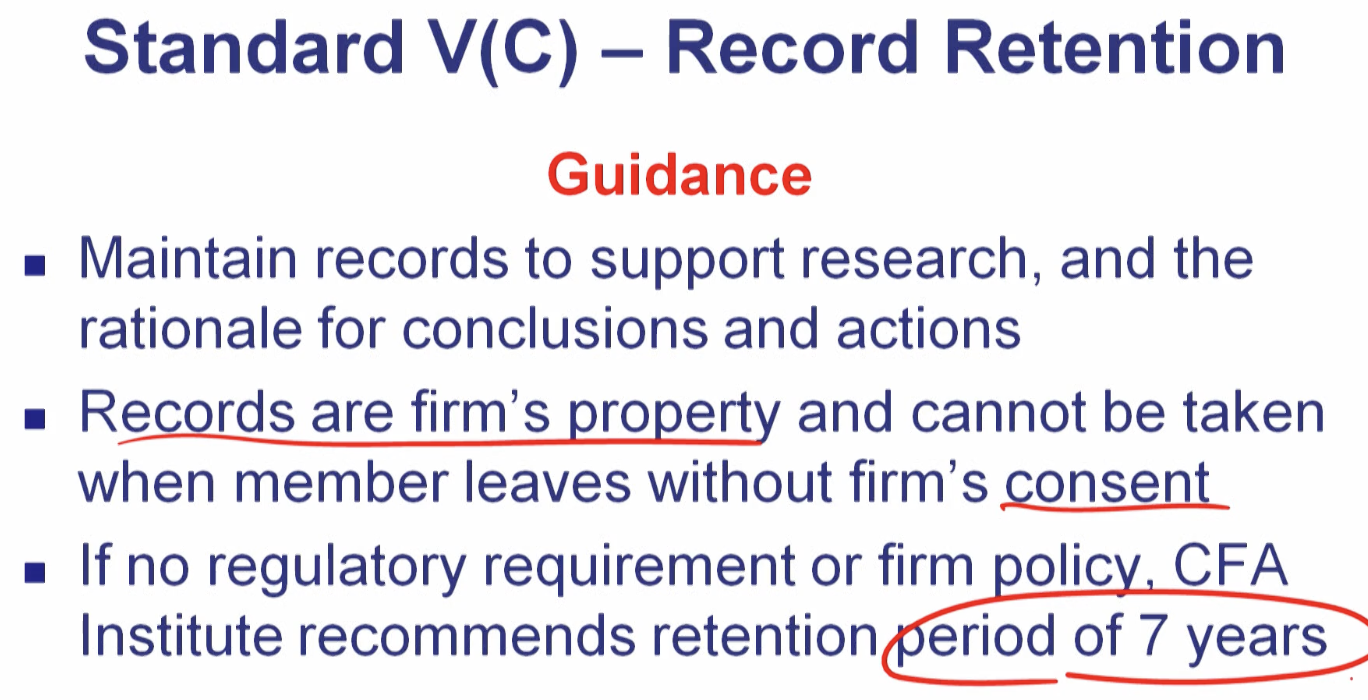 Standard V(C) – Record Retention
Guidance
▪ Maintain records to support research, and the
rationale for conclusions and actions
▪ Records are firm’s property and cannot be taken
when member leaves without firm’s consent
▪ If no regulatory requirement or firm policy, CFA
Institute recommends retention period of 7 years